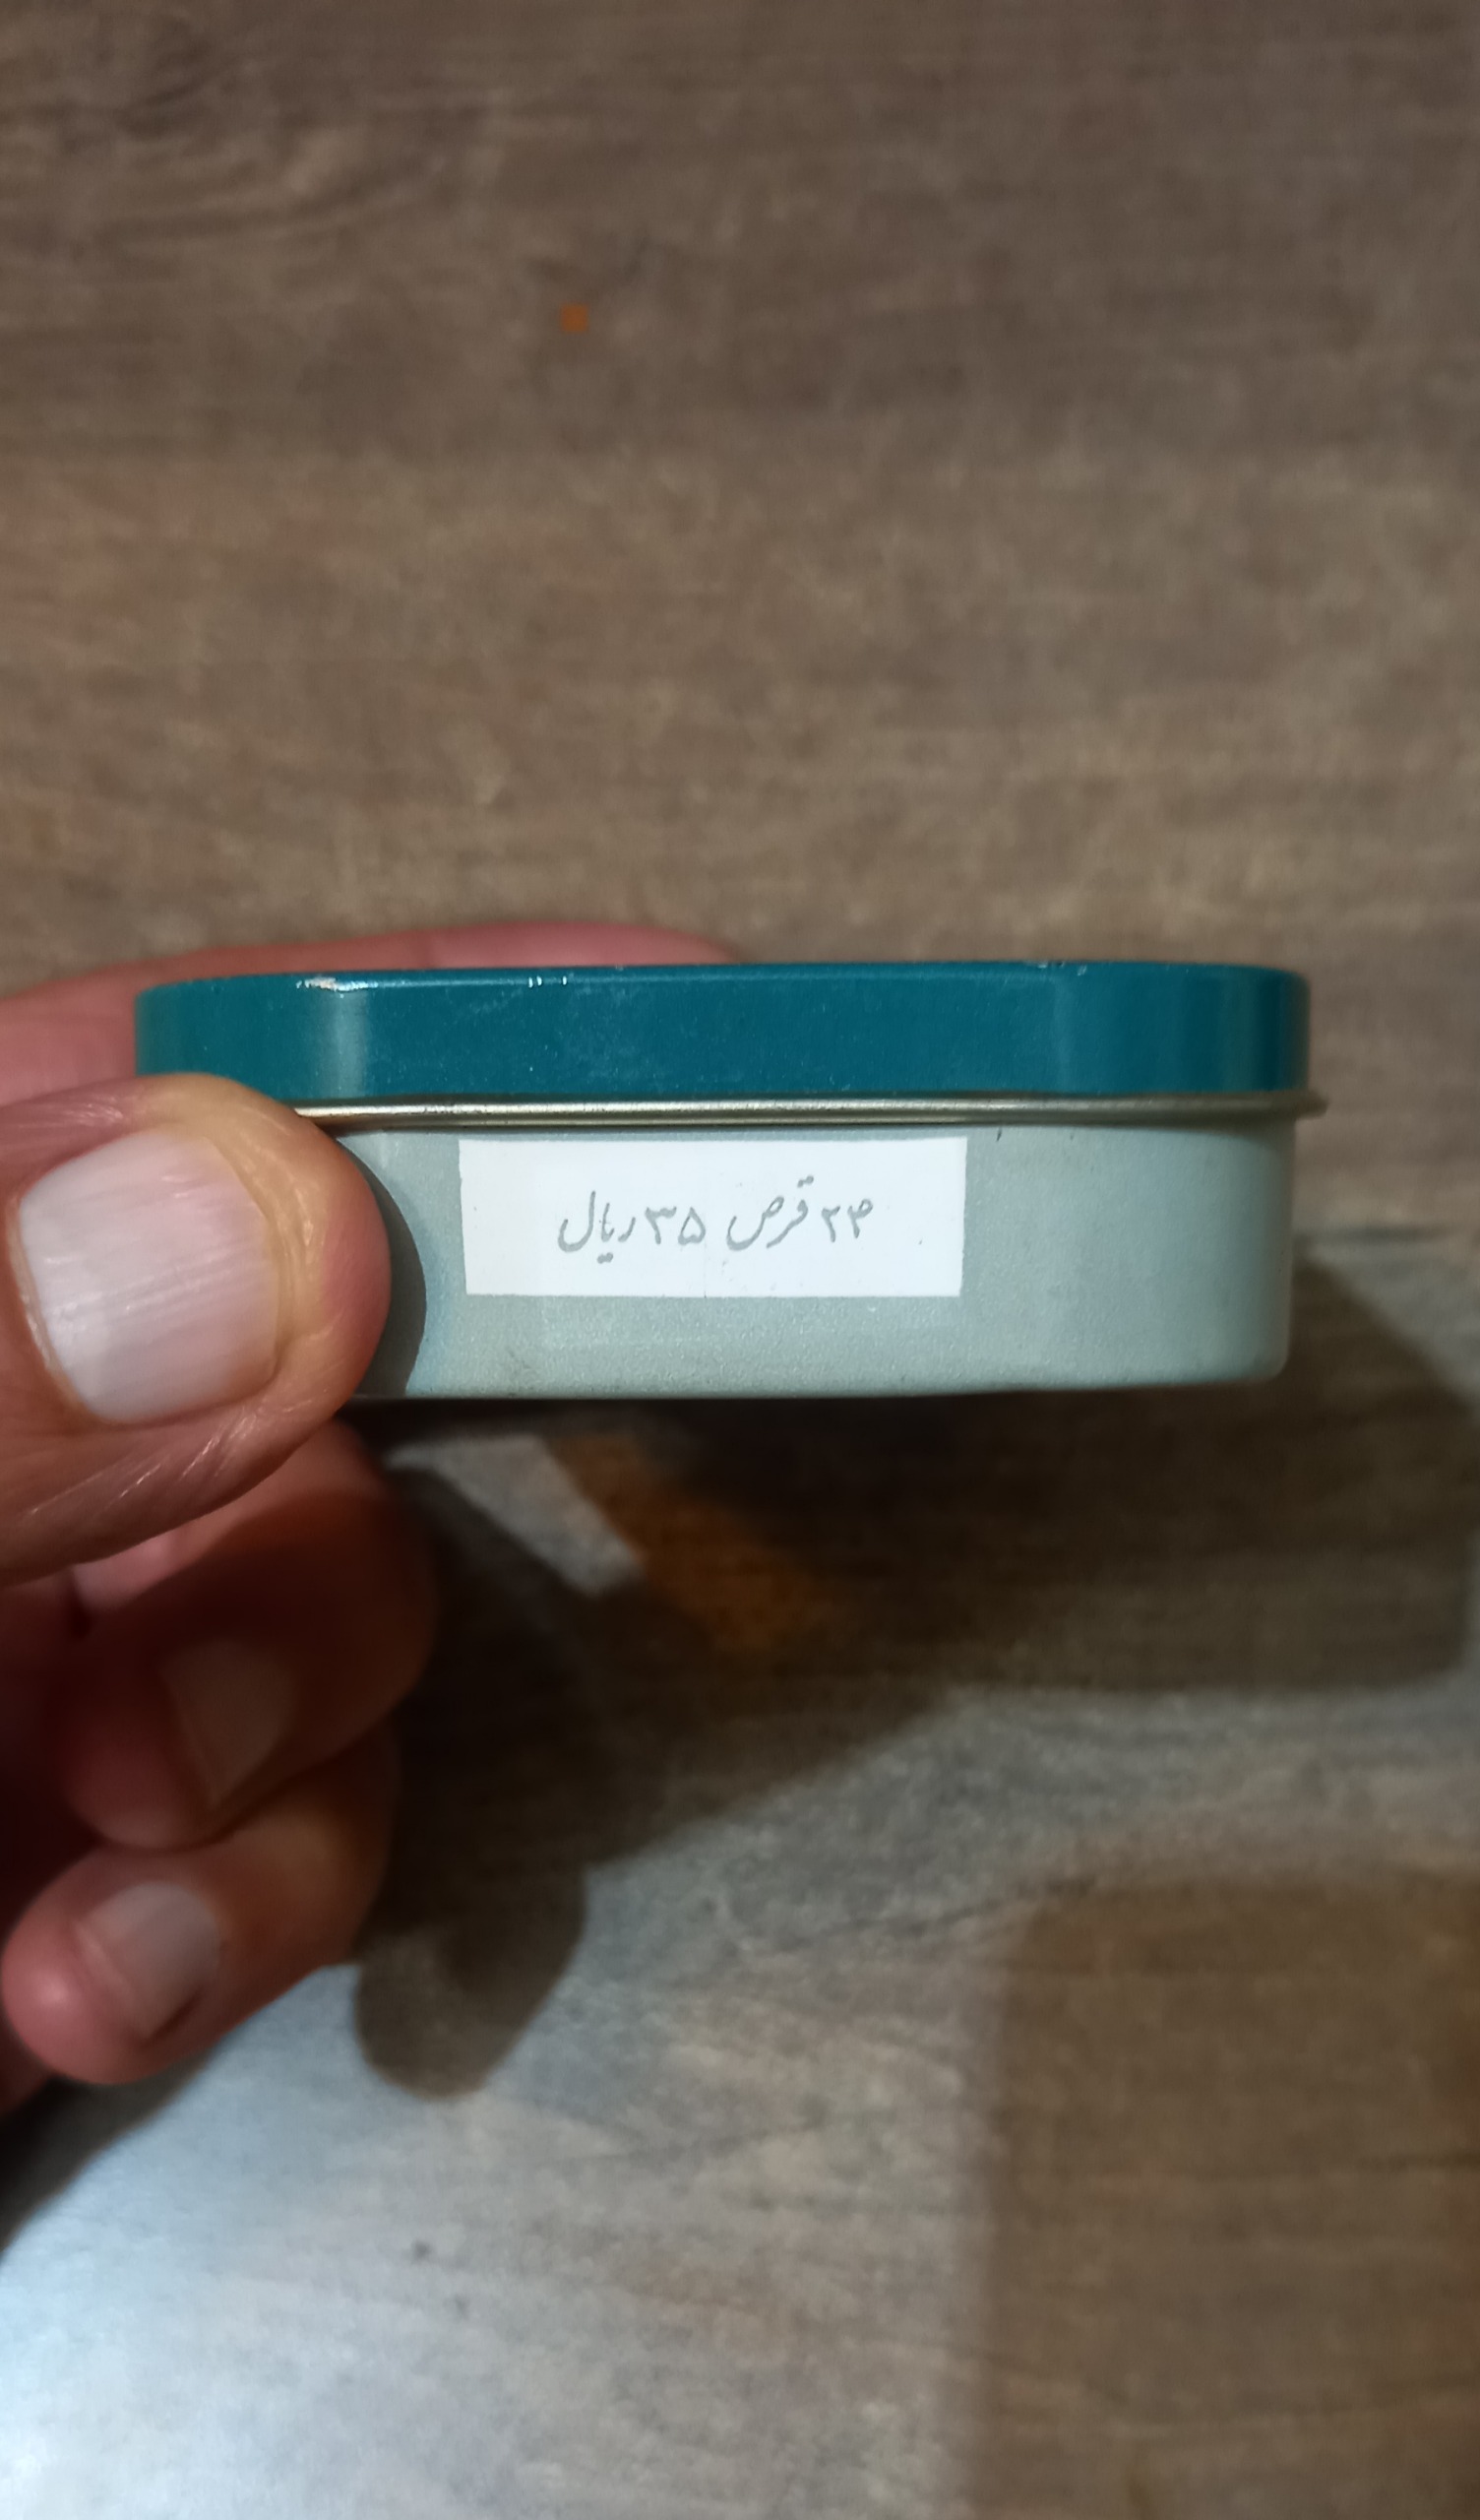 ۲۴ قرص ۳۵ ریال